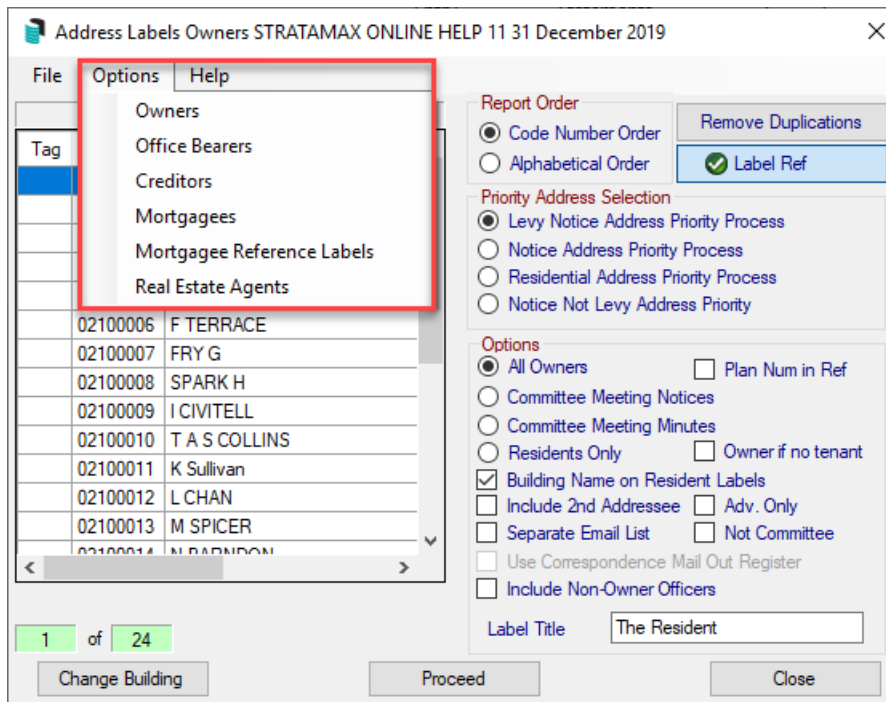 Address Labels Owners STRATAMAX ONLINE HELP 11 31 December 2019
File Options Help
Owners
Office Bearers
Creditors
Mortgagees
Mortgagee Reference Labels
Real Estate Agents
Tag
02100006 F TERRACE
02100007 FRY G
02100008 SPARK H
02100009 I CIVITELL
02100010 T A S COLLINS
02100011 K Sullivan
02100012 L CHAN
02100013 M SPICER
02100014 N BARNDON
1 of 24
Report Order
Code Number Order
Alphabetical Order
Remove Duplications
Label Ref
Priority Address Selection
Levy Notice Address Priority Process
Notice Address Priority Process
Residential Address Priority Process
Notice Not Levy Address Priority
Options
All Owners Plan Num in Ref
Committee Meeting Notices
Committee Meeting Minutes
Residents Only Owner if no tenant
Building Name on Resident Labels
Include 2nd Addressee Adv. Only
Separate Email List Not Committee
Use Correspondence Mail Out Register
Include Non-Owner Officers
Label Title The Resident
Change Building Proceed Close